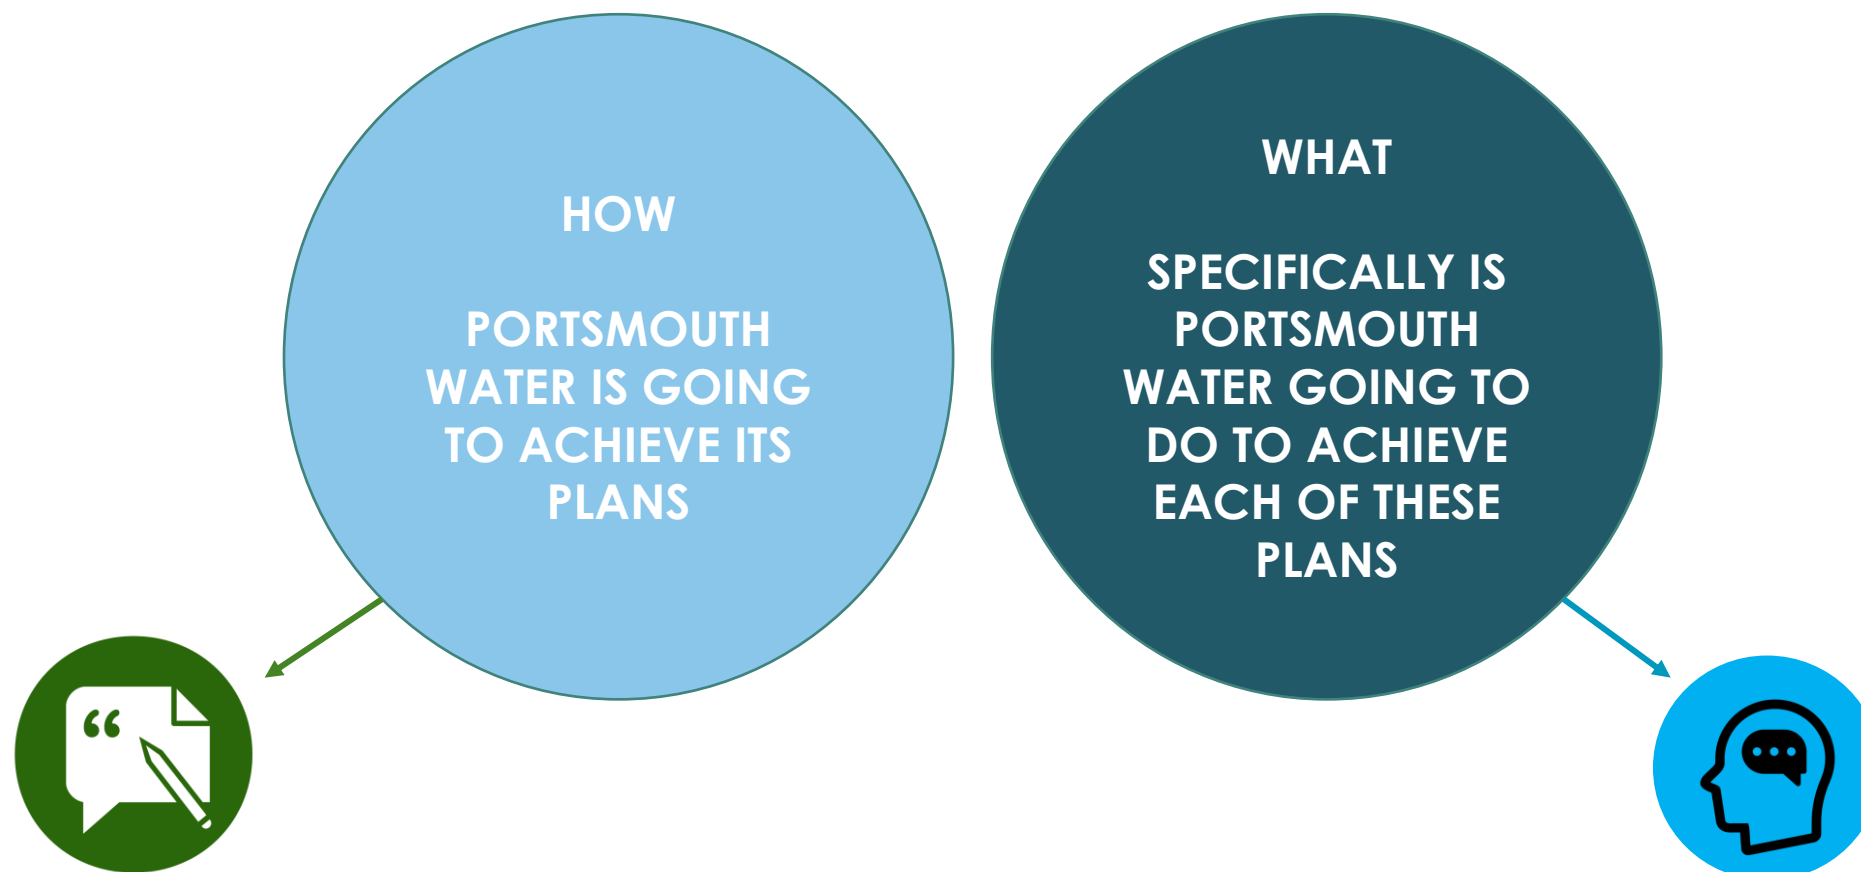 HOW
PORTSMOUTH
WATER IS GOING
TO ACHIEVE ITS
PLANS
WHAT
SPECIFICALLY IS
PORTSMOUTH
WATER GOING TO
DO TO ACHIEVE
EACH OF THESE
PLANS